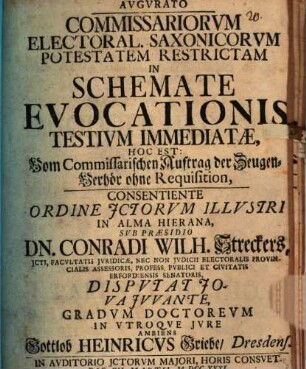 AVGVRATO
COMMISSARIORVM
ELECTORAL. SAXONICORVM
POTESTATEM RESTRICTAM
IN
SCHEMATE
EVOCATIONIS
TESTIVM IMMEDIATÆ,
HOC EST:
Vom Commissarischen Auftrag der Zeugen-
Verhör ohne Requisition,
CONSENTIENTE
ORDINE JCTORVM ILLVSTRI
IN ALMA HIERANA,
SVB PRÆSIDIO
DN. CONRADI WILH. Streckers,
JCTI, FACVLTATIS JVRIDICÆ, NEC NON JVDICII ELECTORALIS PROVIN-
CIALIS ASSESSORIS, PROFESS. PVBLICI ET CIVITATIS
ERFORDIENSIS SENATORIS,
DISPVTAT JO-
VA JVVANTE,
GRADVM DOCTOREVM
IN VTROQVE JVRE
AMBIENS
Gottlob HEINRICVS Griebe/ Dresdens.
IN AUDITORIO JCTORVM MAJORI, HORIS CONSVET.